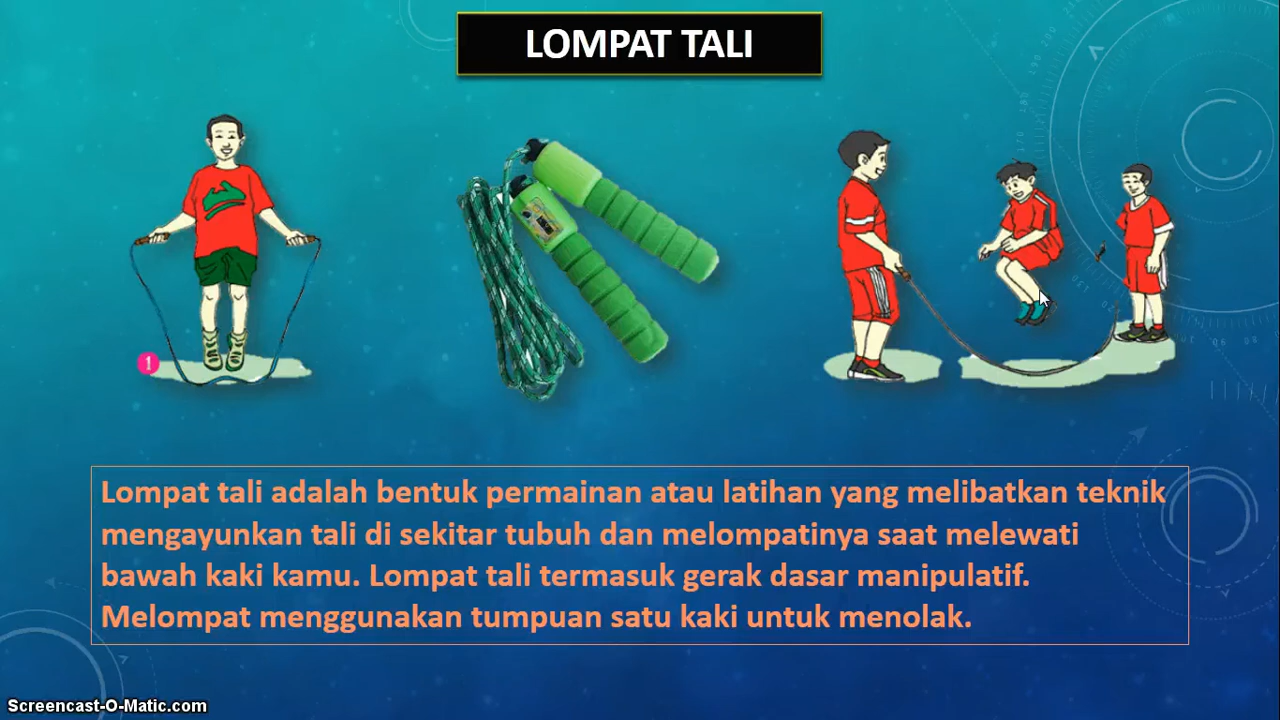 LOMPAT TALI
1
Lompat tali adalah bentuk permainan atau latihan yang melibatkan teknik
mengayunkan tali di sekitar tubuh dan melompatinya saat melewati
bawah kaki kamu. Lompat tali termasuk gerak dasar manipulatif.
Melompat menggunakan tumpuan satu kaki untuk menolak.
Screencast-O-Matic.com